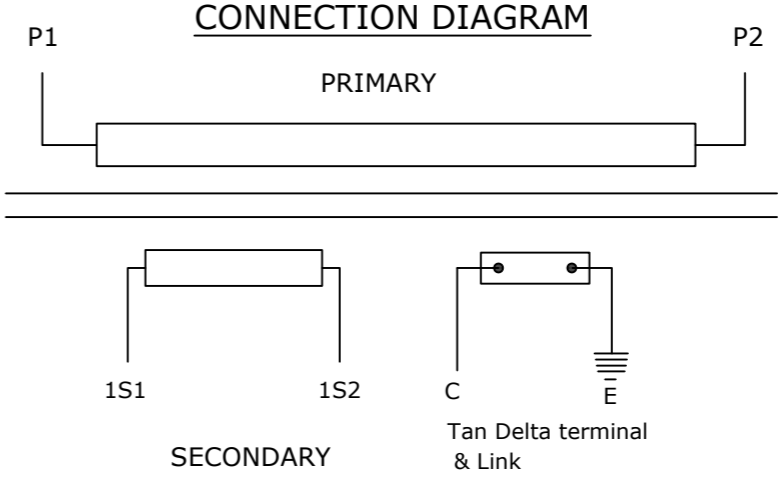 CONNECTION DIAGRAM
P1
P2
PRIMARY
1S1
1S2
C
E
SECONDARY
Tan Delta terminal
& Link